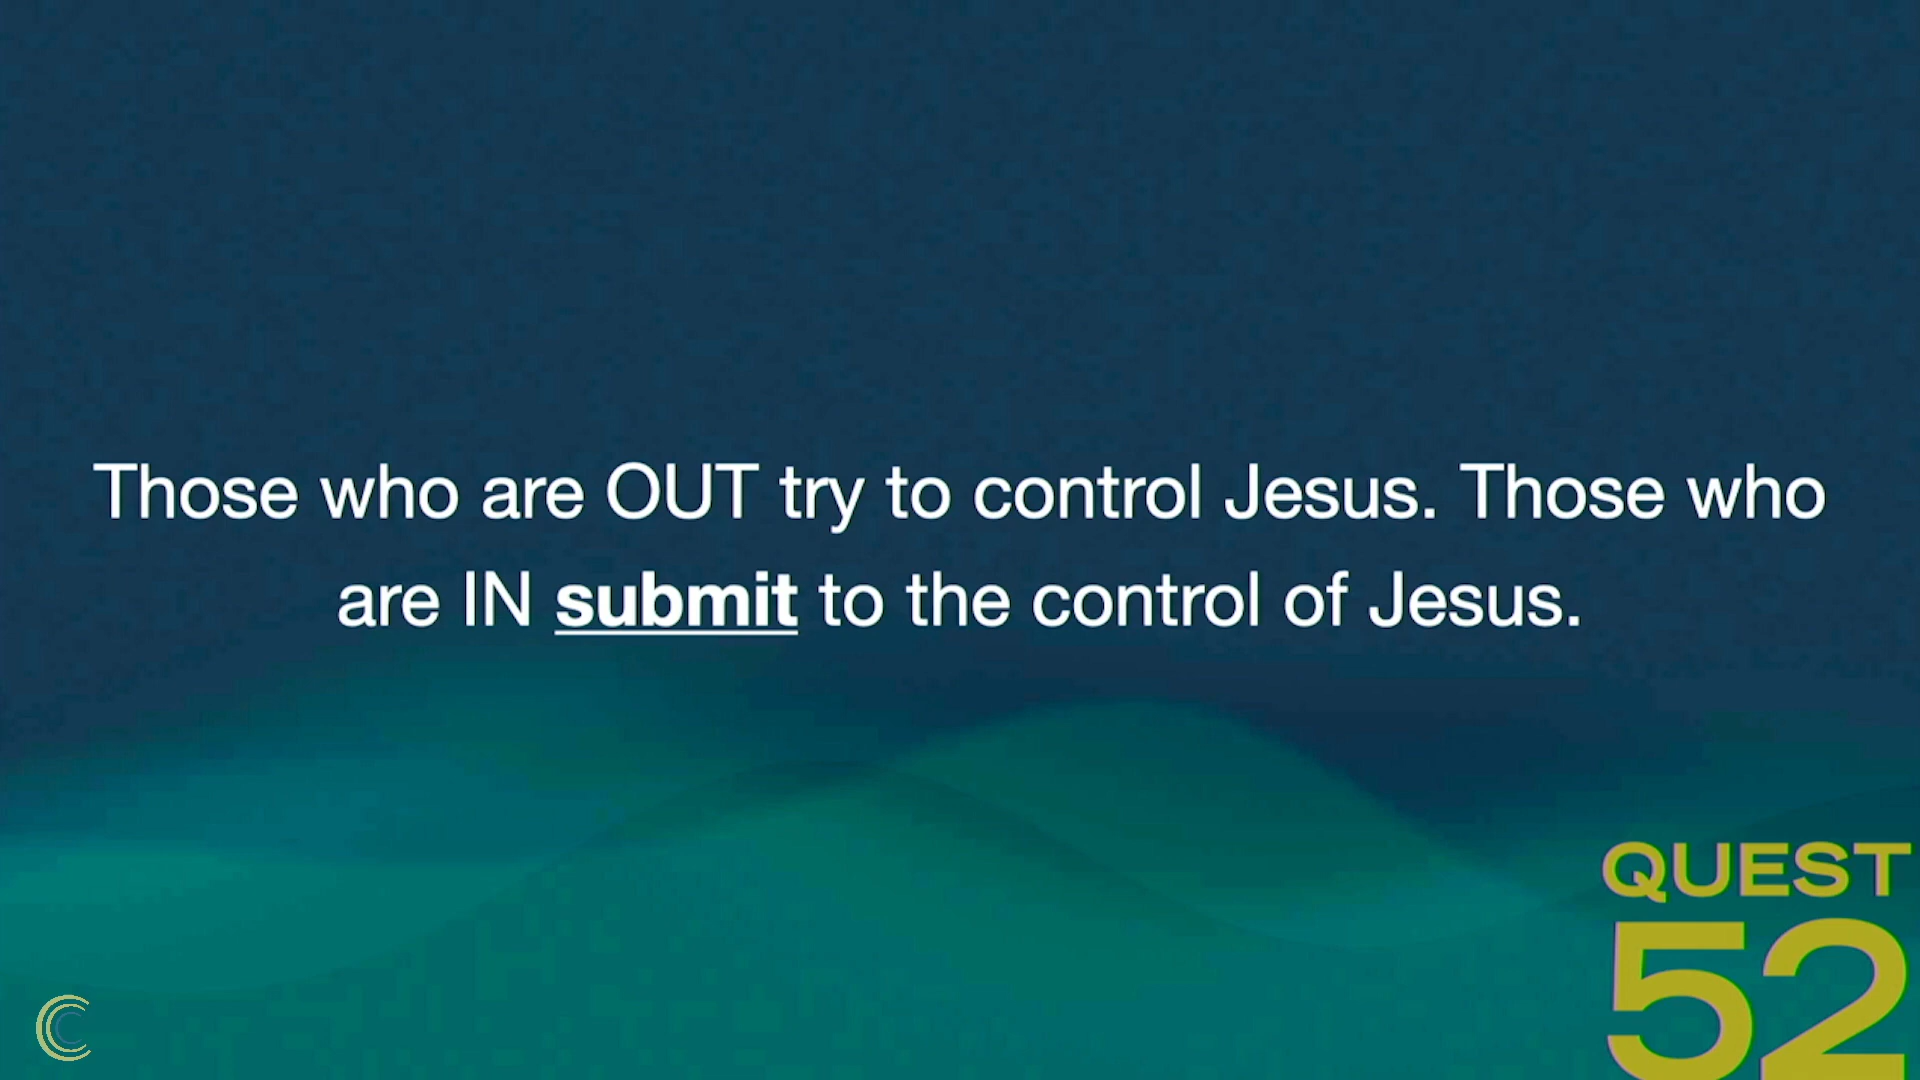 Those who are OUT try to control Jesus. Those who
are IN submit to the control of Jesus.
QUEST
52